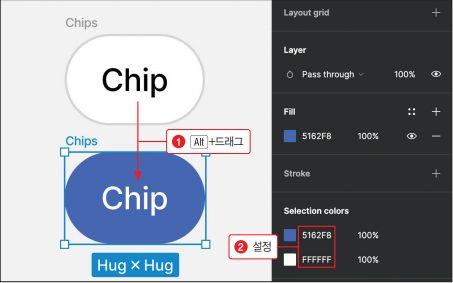 Chips
Chip
① Alt+드래그
Chips
Chip
Hug × Hug
Layout grid
Layer
Pass through
100%
Fill
5162F8 100%
Stroke
Selection colors
② 설정
5162F8 100%
FFFFFF 100%